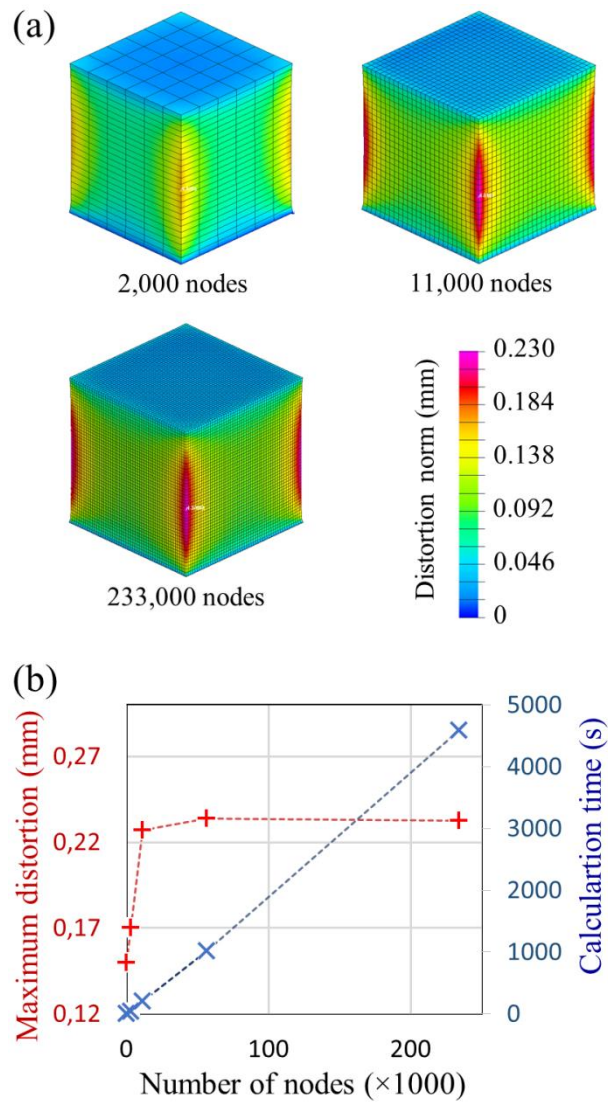 (a)
2,000 nodes
11,000 nodes
233,000 nodes
Distortion norm (mm)
0.230
0.184
0.138
0.092
0.046
0
(b)
Maximum distortion (mm)
0,27
0,22
0,17
0,12
5000
4000
3000
2000
1000
0
Calculartion time (s)
0
100
200
Number of nodes (×1000)